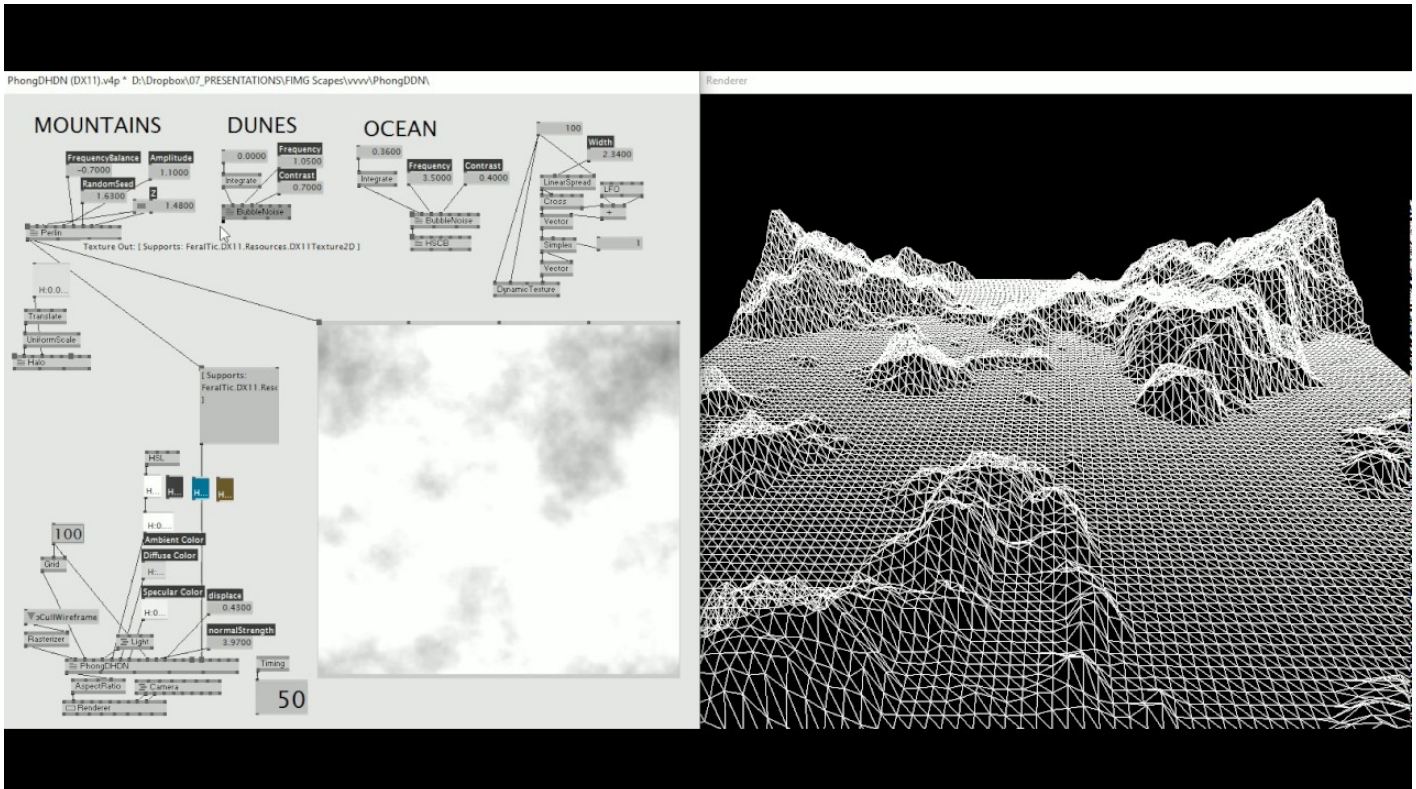 PhongDHDN (DX11).v4p * D:\Dropbox\07_PRESENTATIONS\FIMG Scapes\vvvv\PhongDDN\
Renderer
MOUNTAINS
DUNES
OCEAN
FrequencyBalance
-0.7000
Amplitude
1.1000
RandomSeed
1.6300
Z
1.4800
Perlin
0.0000
Frequency
1.0500
Integrate
Contrast
0.7000
BubbleNoise
Texture Out: [ Supports: FeralTic.DX11.Resources.DX11Texture2D ]
0.3600
Integrate
Frequency
3.5000
Contrast
0.4000
BubbleNoise
HSCB
100
Width
2.3400
LinearSpread
LFO
Cross
+
Vector
Simplex
1
Vector
DynamicTexture
H:0.0...
Translate
UniformScale
Halo
[ Supports:
FeralTic.DX11.Resc
]
HSL
H...
H...
H...
H...
H:0....
100
Grid
Ambient Color
Diffuse Color
H:...
Specular Color
H:0...
displace
0.4300
oCullWireframe
Rasterizer
Light
normalStrength
3.9700
PhongDHDN
AspectRatio
Camera
Renderer
Timing
50